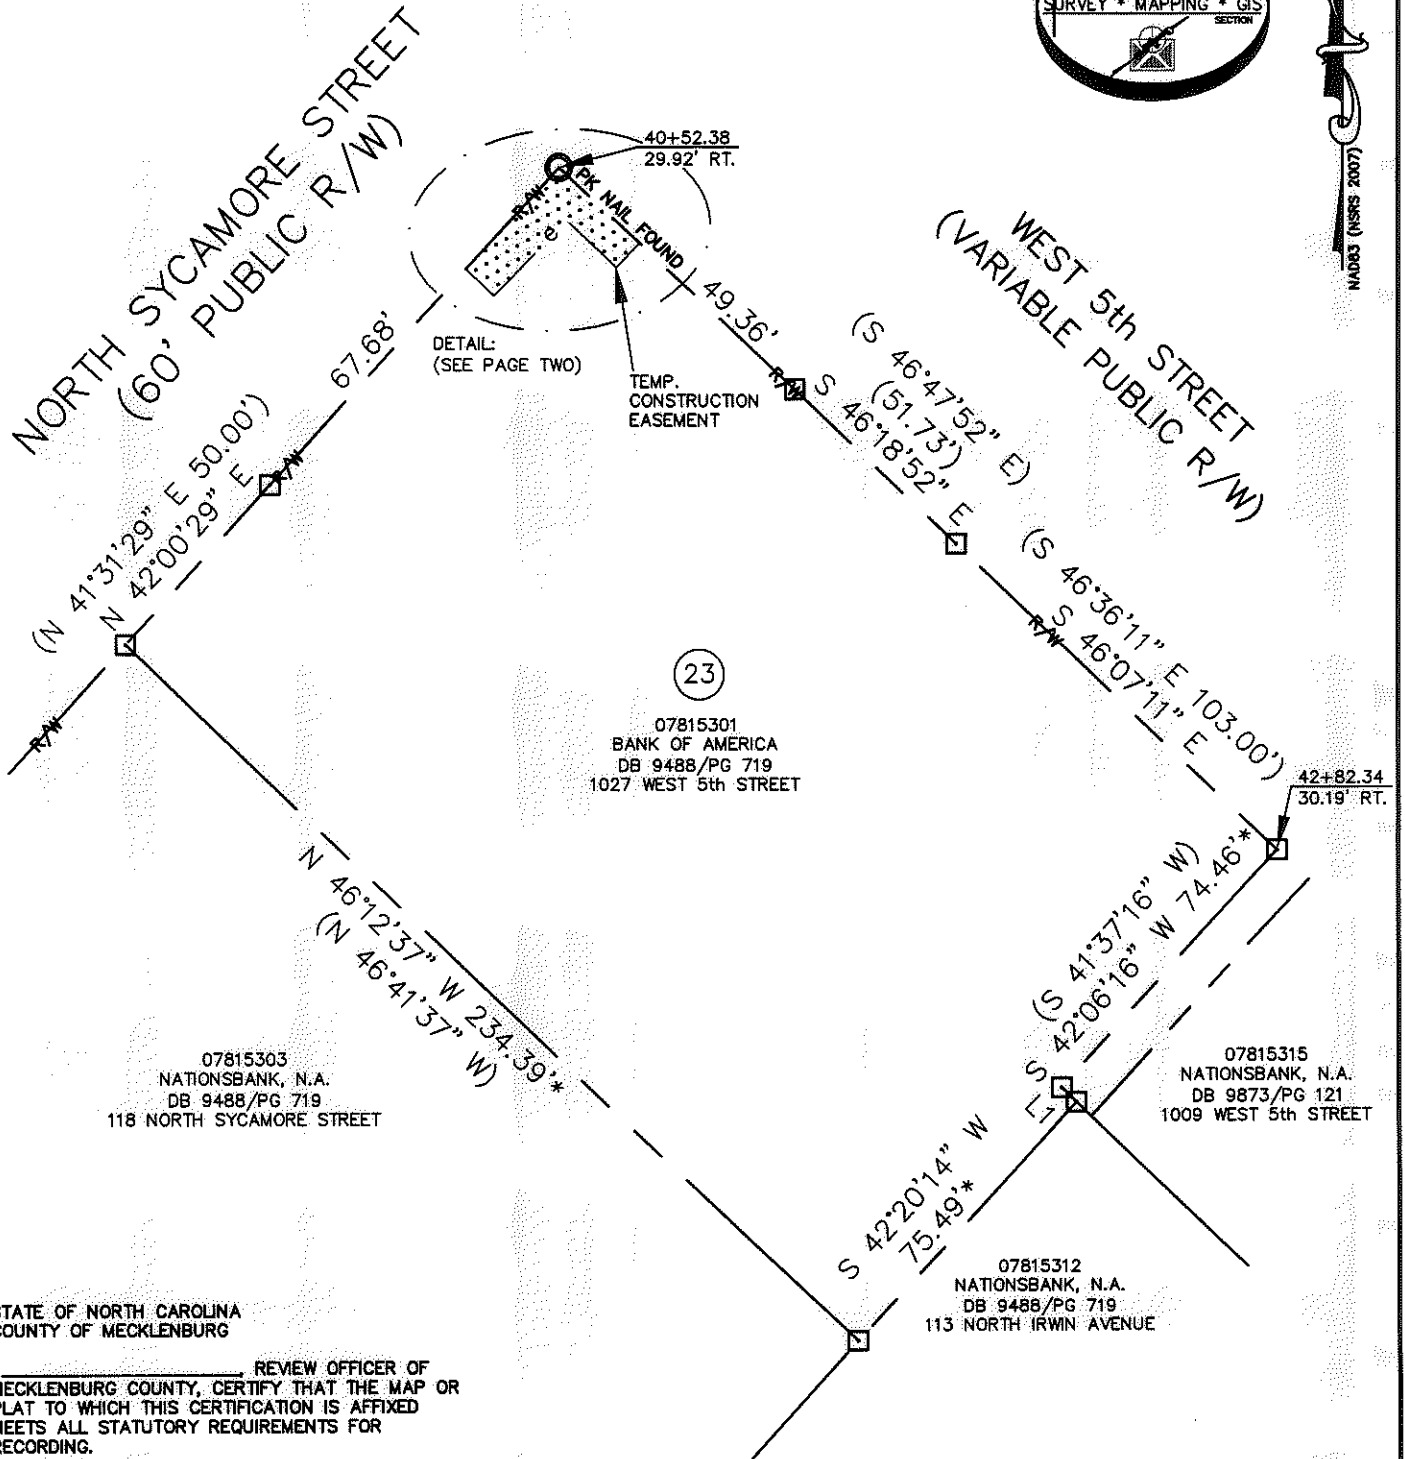 SURVEY * MAPPING * GIS
SECTION
NAD83 (NSRS 2007)
NORTH SYCAMORE STREET
(60' PUBLIC R/W)
40+52.38
29.92' RT.
R/W
PK NAIL FOUND
e
DETAIL:
(SEE PAGE TWO)
TEMP.
CONSTRUCTION
EASEMENT
WEST 5th STREET
(VARIABLE PUBLIC R/W)
67.68'
49.36'
R/W
(S 46°47'52" E)
(51.73')
S 46°18'52" E
(N 41°31'29" E 50.00')
N 42°00'29" E
R/W
R/W
(S 46°36'11" E 103.00')
S 46°07'11" E
R/W
23
07815301
BANK OF AMERICA
DB 9488/PG 719
1027 WEST 5th STREET
42+82.34
30.19' RT.
N 46°12'37" W 234.39'*
(N 46°41'37" W)
(S 41°37'16" W)
S 42°06'16" W 74.46'*
L1
S 42°20'14" W
75.49'*
07815303
NATIONSBANK, N.A.
DB 9488/PG 719
118 NORTH SYCAMORE STREET
07815315
NATIONSBANK, N.A.
DB 9873/PG 121
1009 WEST 5th STREET
07815312
NATIONSBANK, N.A.
DB 9488/PG 719
113 NORTH IRWIN AVENUE
TATE OF NORTH CAROLINA
OUNTY OF MECKLENBURG
REVIEW OFFICER OF
ECKLENBURG COUNTY, CERTIFY THAT THE MAP OR
LAT TO WHICH THIS CERTIFICATION IS AFFIXED
EETS ALL STATUTORY REQUIREMENTS FOR
ECORDING.